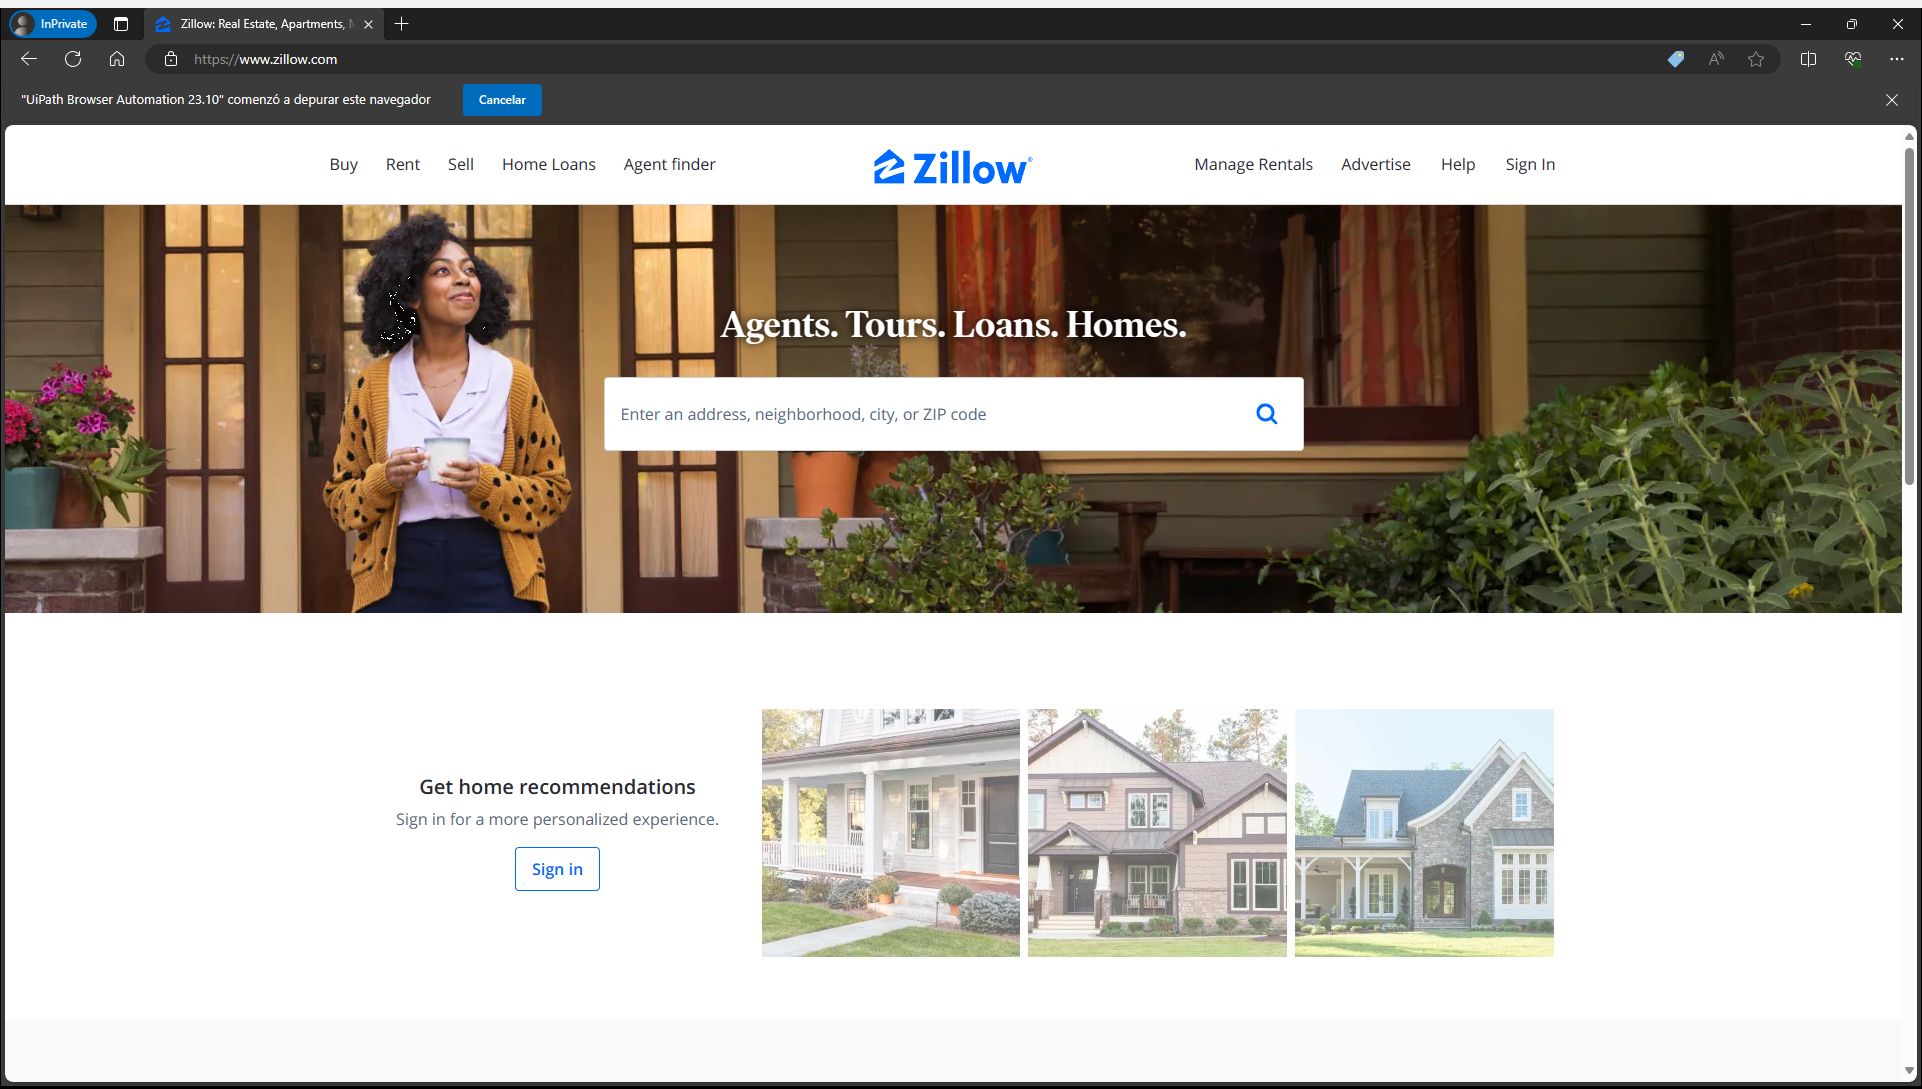 InPrivate
Zillow: Real Estate, Apartments,
https://www.zillow.com
"UiPath Browser Automation 23.10" comenzó a depurar este navegador
Cancelar
Buy Rent Sell Home Loans Agent finder
Zillow
Manage Rentals Advertise Help Sign In
Agents. Tours. Loans. Homes.
Enter an address, neighborhood, city, or ZIP code
Get home recommendations
Sign in for a more personalized experience.
Sign in